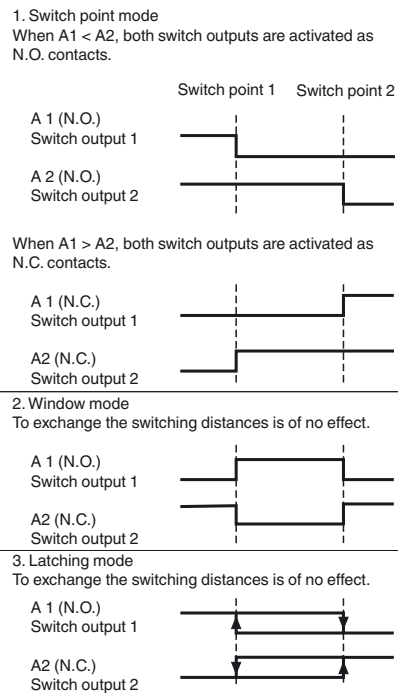 1. Switch point mode
When A1 < A2, both switch outputs are activated as
N.O. contacts.
Switch point 1 Switch point 2
A 1 (N.O.)
Switch output 1
A 2 (N.O.)
Switch output 2
When A1 > A2, both switch outputs are activated as
N.C. contacts.
A 1 (N.C.)
Switch output 1
A2 (N.C.)
Switch output 2
2. Window mode
To exchange the switching distances is of no effect.
A 1 (N.O.)
Switch output 1
A2 (N.C.)
Switch output 2
3. Latching mode
To exchange the switching distances is of no effect.
A 1 (N.O.)
Switch output 1
A2 (N.C.)
Switch output 2